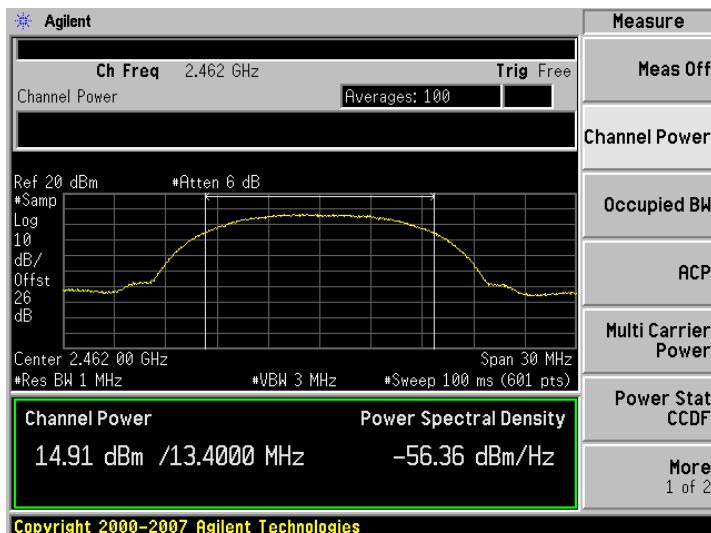 Agilent
Measure
Ch Freq 2.462 GHz Trig Free
Meas Off
Channel Power
Averages: 100
Channel Power
Ref 20 dBm #Atten 6 dB
#Samp
Log
10
dB/
Offst
26
dB
Occupied BW
ACP
Multi Carrier
Power
Center 2.462 00 GHz Span 30 MHz
#Res BW 1 MHz #VBW 3 MHz #Sweep 100 ms (601 pts)
Power Stat
CCDF
Channel Power Power Spectral Density
14.91 dBm /13.4000 MHz -56.36 dBm/Hz
More
1 of 2
Copyright 2000-2007 Agilent Technologies